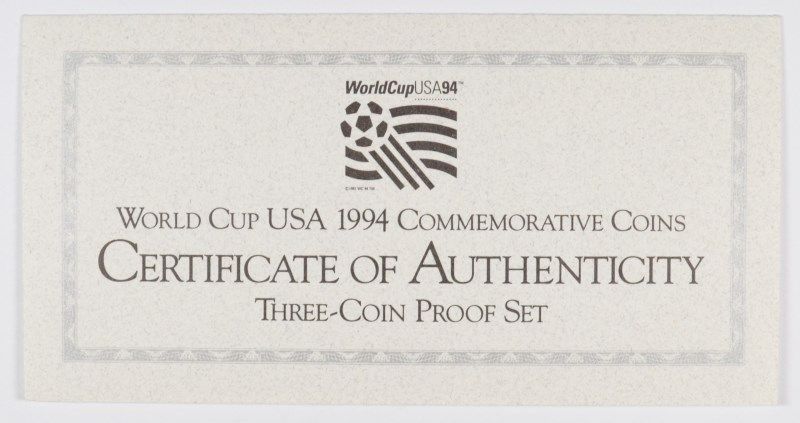 WorldCupUSA94™
WORLD CUP USA 1994 COMMEMORATIVE COINS
CERTIFICATE OF AUTHENTICITY
THREE-COIN PROOF SET